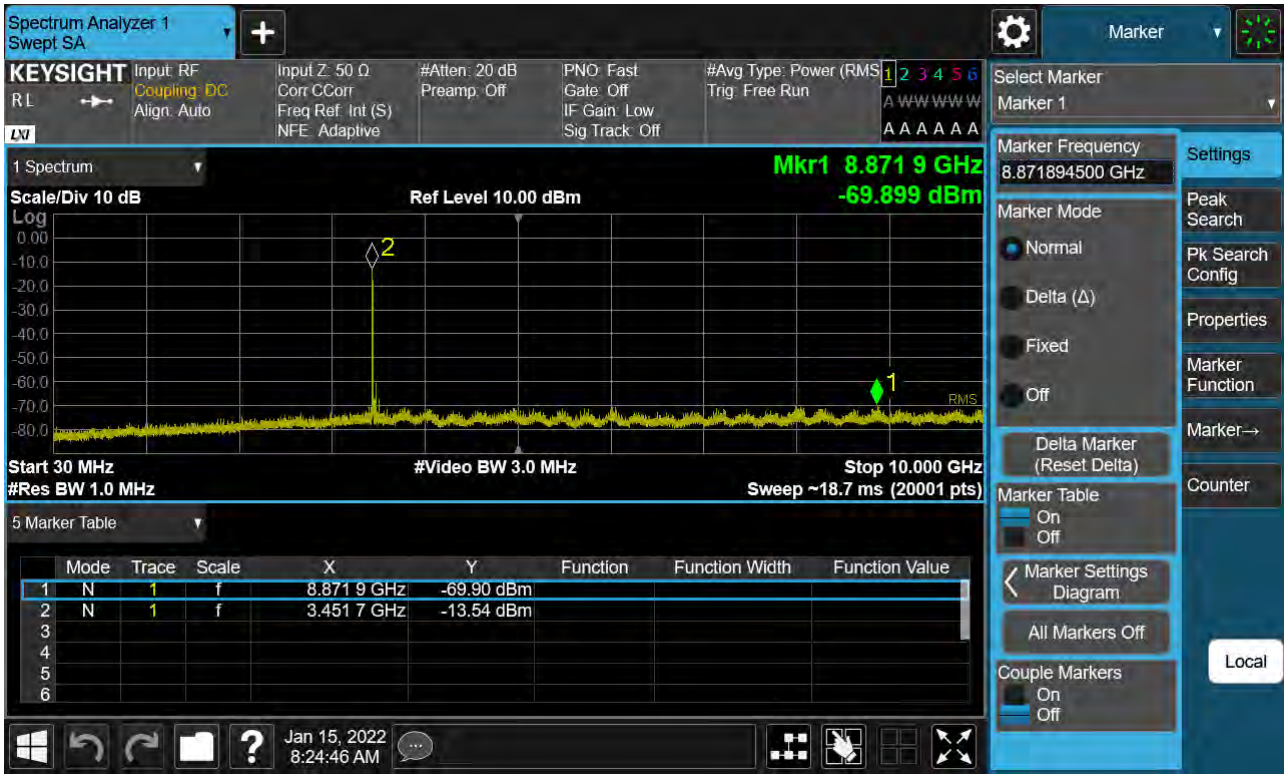 Spectrum Analyzer 1
Swept SA
+
Marker
KEYSIGHT
RL
LXI
Input: RF
Coupling: DC
Align: Auto
Input Z: 50 Ω
Corr CCorr
Freq Ref: Int (S)
NFE: Adaptive
#Atten: 20 dB
Preamp: Off
PNO: Fast
Gate: Off
IF Gain: Low
Sig Track: Off
#Avg Type: Power (RMS
Trig: Free Run
1 2 3 4 5 6
A W W W W W
A A A A A A
Select Marker
Marker 1
1 Spectrum
Mkr1 8.871 9 GHz
-69.899 dBm
Scale/Div 10 dB
Ref Level 10.00 dBm
Log
0.00
-10.0
-20.0
-30.0
-40.0
-50.0
-60.0
-70.0
-80.0
2
1
RMS
Start 30 MHz
#Video BW 3.0 MHz
Stop 10.000 GHz
#Res BW 1.0 MHz
Sweep ~18.7 ms (20001 pts)
5 Marker Table
Mode Trace Scale X Y Function Function Width Function Value
1 N 1 f 8.871 9 GHz -69.90 dBm
2 N 1 f 3.451 7 GHz -13.54 dBm
3
4
5
6
Marker Frequency
8.871894500 GHz
Marker Mode
Normal
Delta (Δ)
Fixed
Off
Delta Marker
(Reset Delta)
Marker Table
On
Off
Marker Settings
Diagram
All Markers Off
Couple Markers
On
Off
Settings
Peak
Search
Pk Search
Config
Properties
Marker
Function
Marker→
Counter
Local
?
Jan 15, 2022
8:24:46 AM